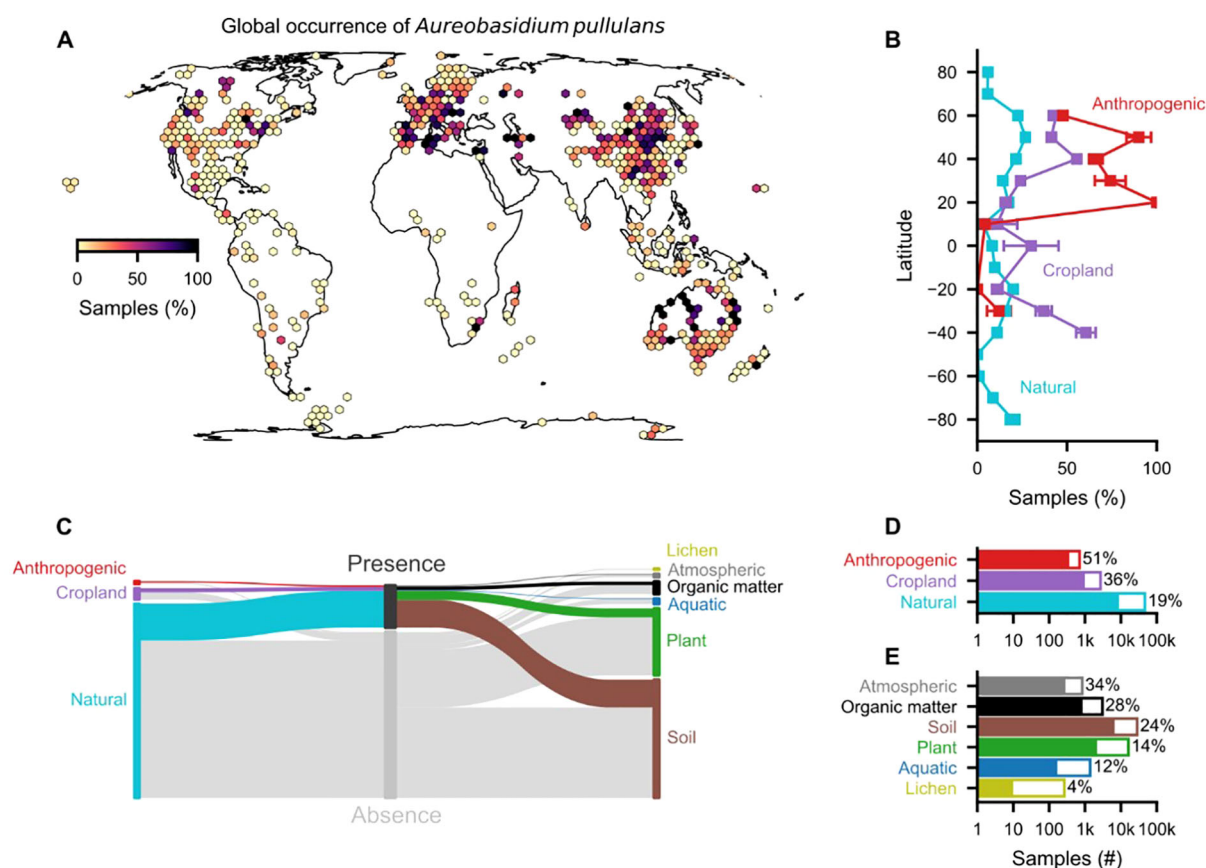 Global occurrence of Aureobasidium pullulans
A
0 50 100
Samples (%)
B
80
60
40
20
0
−20
−40
−60
−80
Latitude
Anthropogenic
Cropland
Natural
0 50 100
Samples (%)
C
Anthropogenic
Cropland
Natural
Presence
Absence
Lichen
Atmospheric
Organic matter
Aquatic
Plant
Soil
D
Anthropogenic 51%
Cropland 36%
Natural 19%
1 10 100 1k 10k 100k
E
Atmospheric 34%
Organic matter 28%
Soil 24%
Plant 14%
Aquatic 12%
Lichen 4%
1 10 100 1k 10k 100k
Samples (#)